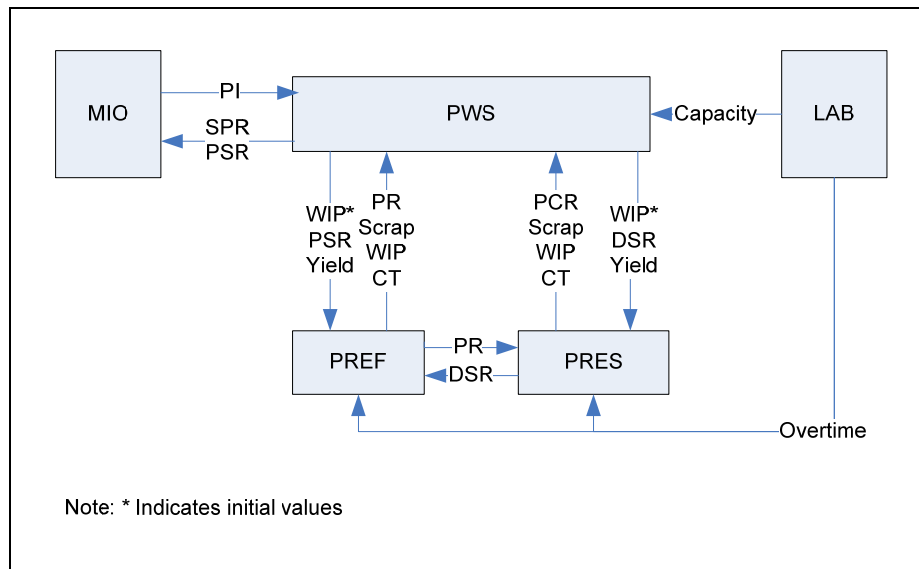 MIO
PI
SPR
PSR
PWS
Capacity
LAB
WIP*
PSR
Yield
PR
Scrap
WIP
CT
PCR
Scrap
WIP
CT
WIP*
DSR
Yield
PREF
PR
DSR
PRES
Overtime
Note: * Indicates initial values